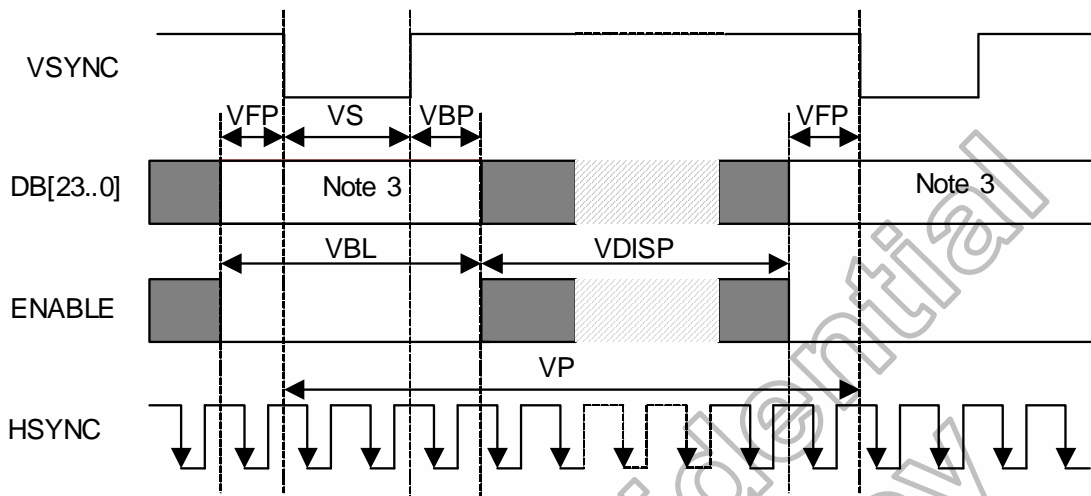 VSYNC
VFP VS VBP VFP
DB[23..0] Note 3 Note 3
VBL VDISP
ENABLE
VP
HSYNC